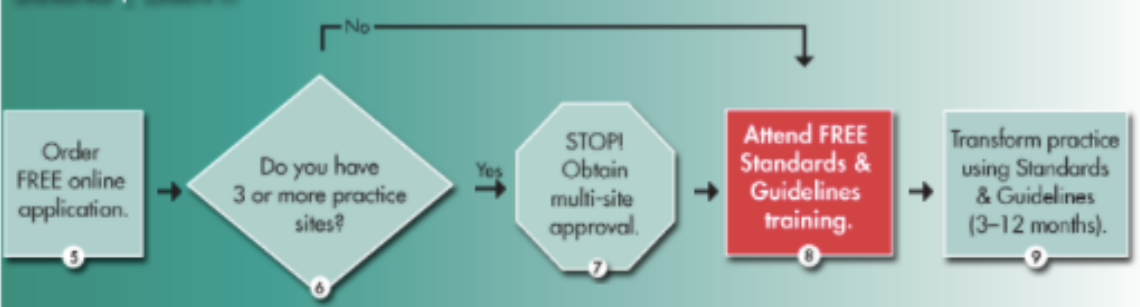 No
Order
FREE online
application.
5
Do you have
3 or more practice
sites?
6
Yes
STOP!
Obtain
multi-site
approval.
7
Attend FREE
Standards &
Guidelines
training.
8
Transform practice
using Standards
& Guidelines
(3–12 months).
9